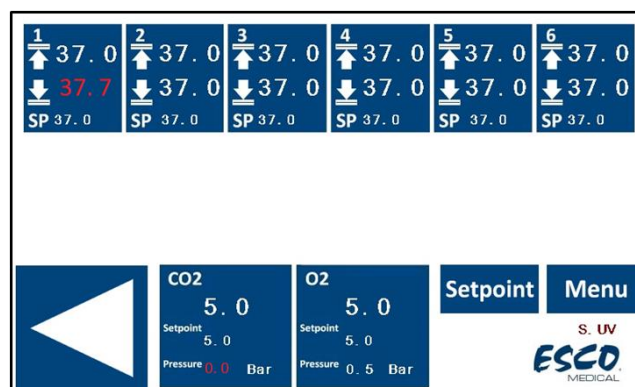 1 2 3 4 5 6
37.0 37.0 37.0 37.0 37.0 37.0
37.7 37.0 37.0 37.0 37.0 37.0
SP 37.0 SP 37.0 SP 37.0 SP 37.0 SP 37.0 SP 37.0
CO2 O2
5.0 5.0
Setpoint Menu
Setpoint Setpoint
5.0 5.0
S. UV
Pressure 0.0 Bar Pressure 0.5 Bar
ESCO
MEDICAL